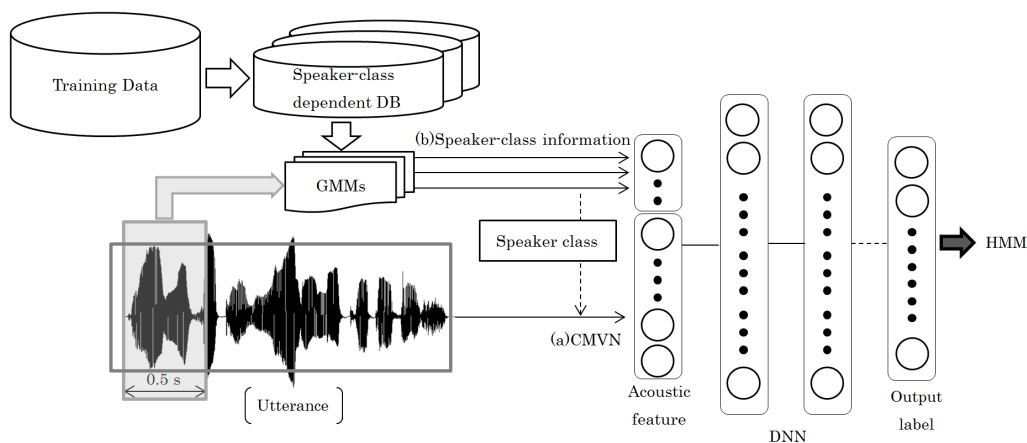 Training Data
Speaker-class
dependent DB
(b)Speaker-class information
GMMs
Speaker class
HMM
(a)CMVN
0.5 s
Utterance
Acoustic
feature
Output
label
DNN